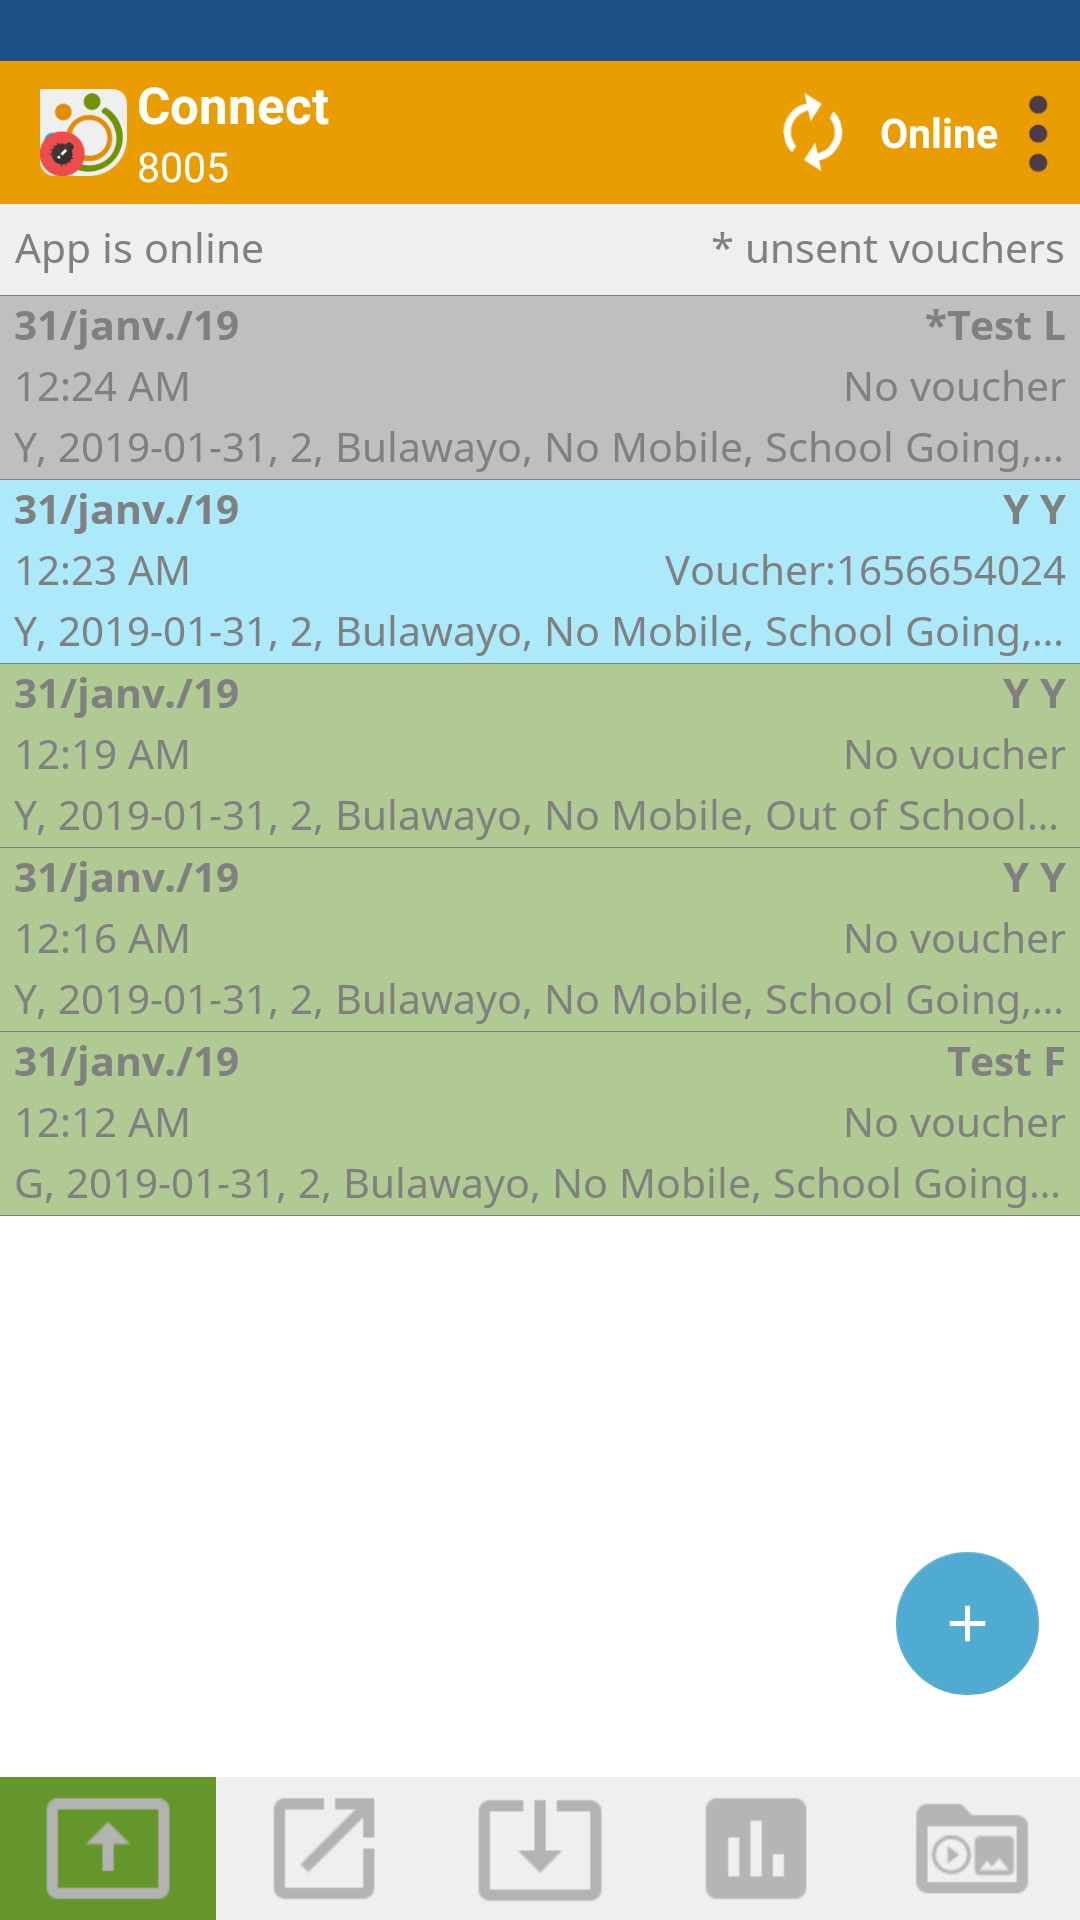 Connect
8005
Online
App is online
* unsent vouchers
31/janv./19
*Test L
12:24 AM
No voucher
Y, 2019-01-31, 2, Bulawayo, No Mobile, School Going,...
31/janv./19
Y Y
12:23 AM
Voucher:1656654024
Y, 2019-01-31, 2, Bulawayo, No Mobile, School Going,...
31/janv./19
Y Y
12:19 AM
No voucher
Y, 2019-01-31, 2, Bulawayo, No Mobile, Out of School...
31/janv./19
Y Y
12:16 AM
No voucher
Y, 2019-01-31, 2, Bulawayo, No Mobile, School Going,...
31/janv./19
Test F
12:12 AM
No voucher
G, 2019-01-31, 2, Bulawayo, No Mobile, School Going...